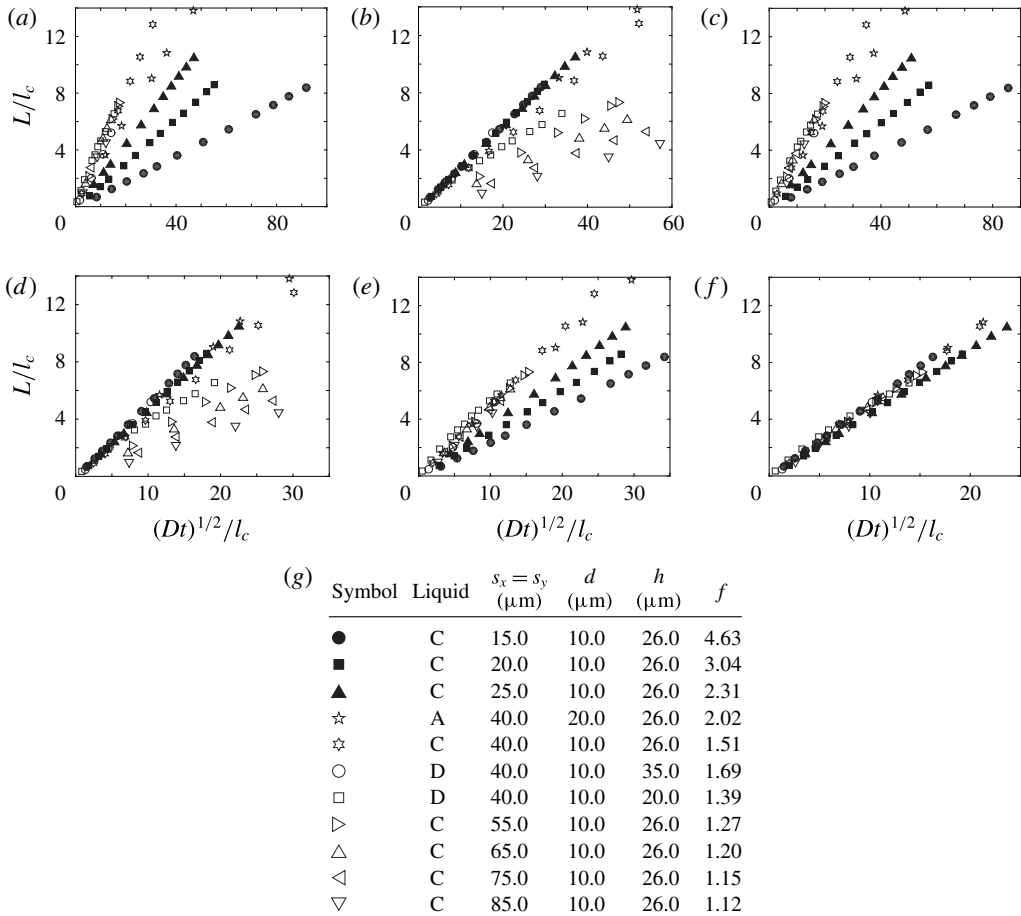 (a)
(b)
(c)
12
8
4
0
L/l_c
40
80
12
8
4
0
20
40
60
12
8
4
0
40
80
(d)
(e)
(f)
12
8
4
0
L/l_c
10
20
30
(Dt)^{1/2}/l_c
12
8
4
0
10
20
30
(Dt)^{1/2}/l_c
12
8
4
0
10
20
(Dt)^{1/2}/l_c
(g)
Symbol Liquid s_x = s_y (μm) d (μm) h (μm) f
● C 15.0 10.0 26.0 4.63
■ C 20.0 10.0 26.0 3.04
▲ C 25.0 10.0 26.0 2.31
☆ A 40.0 20.0 26.0 2.02
✡ C 40.0 10.0 26.0 1.51
○ D 40.0 10.0 35.0 1.69
□ D 40.0 10.0 20.0 1.39
▷ C 55.0 10.0 26.0 1.27
△ C 65.0 10.0 26.0 1.20
◁ C 75.0 10.0 26.0 1.15
▽ C 85.0 10.0 26.0 1.12